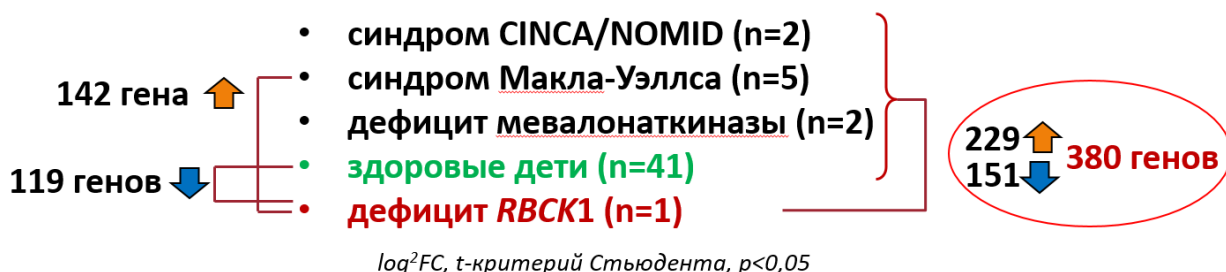 • синдром CINCA/NOMID (n=2)
• синдром Макла-Уэллса (n=5)
142 гена
• дефицит мевалонаткиназы (n=2)
229
380 генов
151
• здоровые дети (n=41)
119 генов
• дефицит RBCK1 (n=1)
log²FC, t-критерий Стьюдента, p<0,05